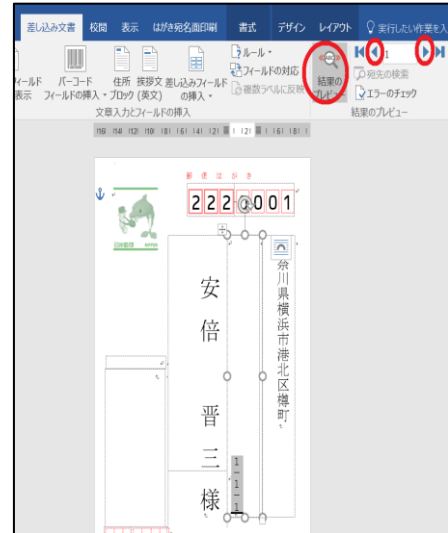 差し込み文書 校閲 表示 はがき宛名面印刷 書式 デザイン レイアウト 実行したい作業を入
ルール
フィールドの対応
複数ラベルに反映
ィールド
表示
バーコード
フィールドの挿入
住所
ブロック
挨拶文
(英文)
差し込みフィールド
の挿入
文章入力とフィールドの挿入
結果の
プレビュー
1
宛先の検索
エラーのチェック
結果のプレビュー
郵便はがき
2220001
奈川県横浜市港北区樽町
1-1-1
安倍 晋三 様